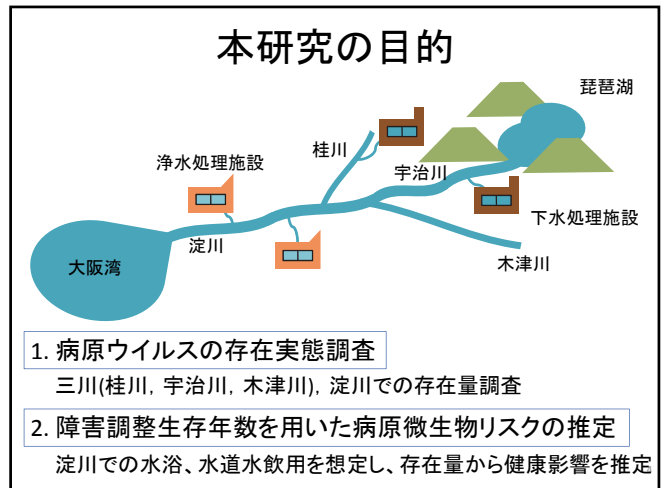 本研究の目的
琵琶湖
桂川
宇治川
浄水処理施設
下水処理施設
淀川
大阪湾
木津川
1. 病原ウイルスの存在実態調査
三川(桂川, 宇治川, 木津川), 淀川での存在量調査
2. 障害調整生存年数を用いた病原微生物リスクの推定
淀川での水浴、水道水飲用を想定し、存在量から健康影響を推定